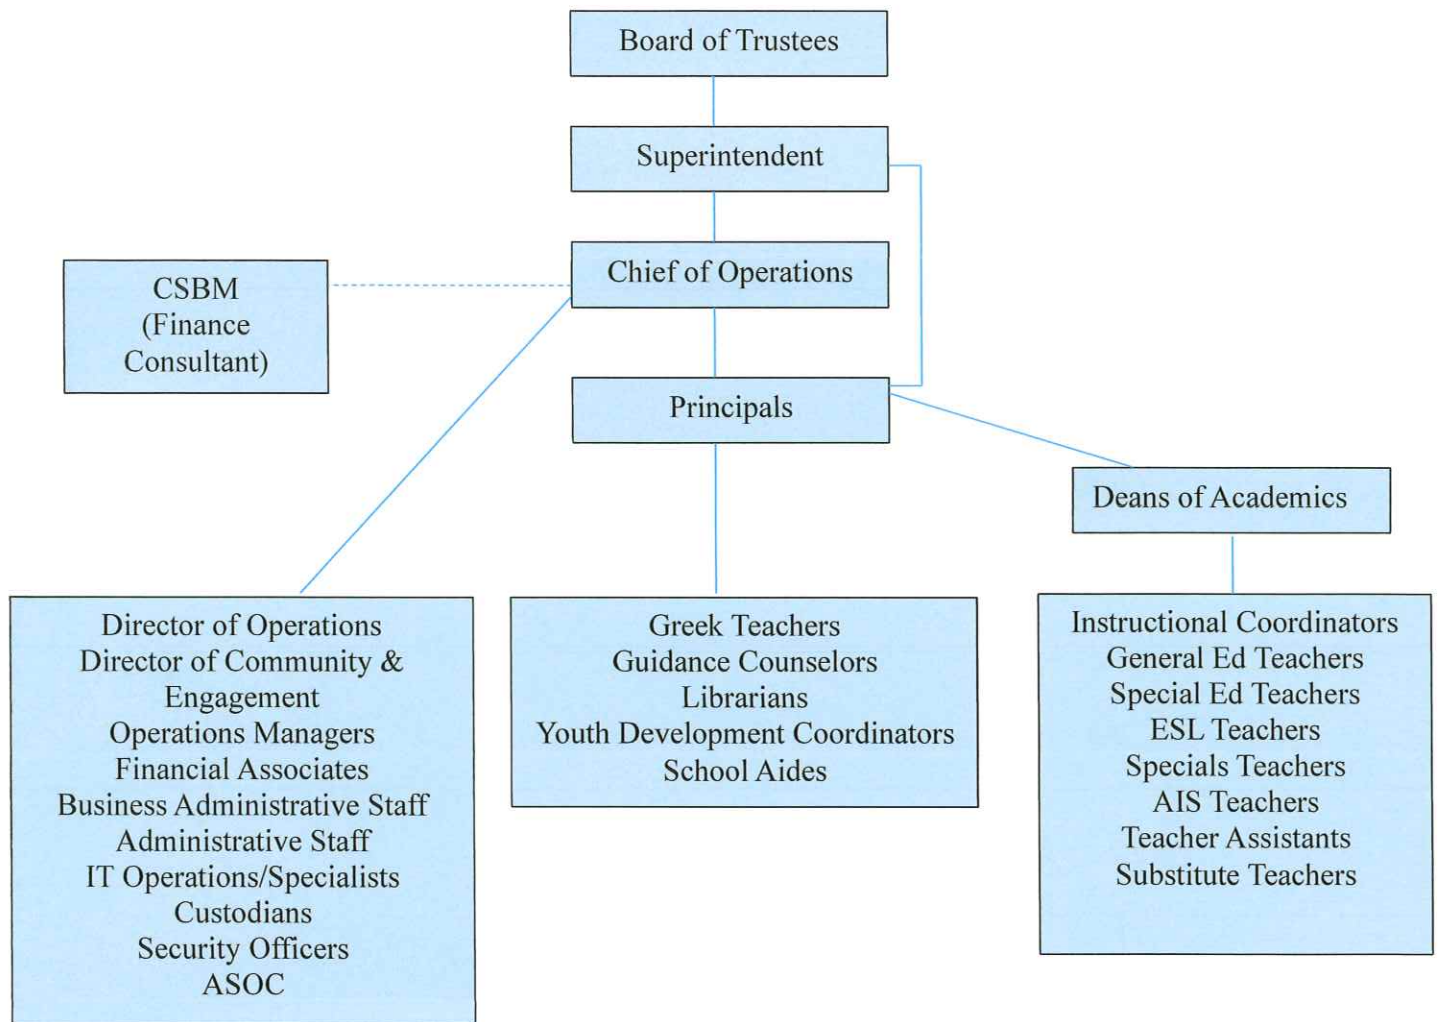 Board of Trustees
Superintendent
Chief of Operations
CSBM
(Finance
Consultant)
Principals
Deans of Academics
Director of Operations
Director of Community &
Engagement
Operations Managers
Financial Associates
Business Administrative Staff
Administrative Staff
IT Operations/Specialists
Custodians
Security Officers
ASOC
Greek Teachers
Guidance Counselors
Librarians
Youth Development Coordinators
School Aides
Instructional Coordinators
General Ed Teachers
Special Ed Teachers
ESL Teachers
Specials Teachers
AIS Teachers
Teacher Assistants
Substitute Teachers